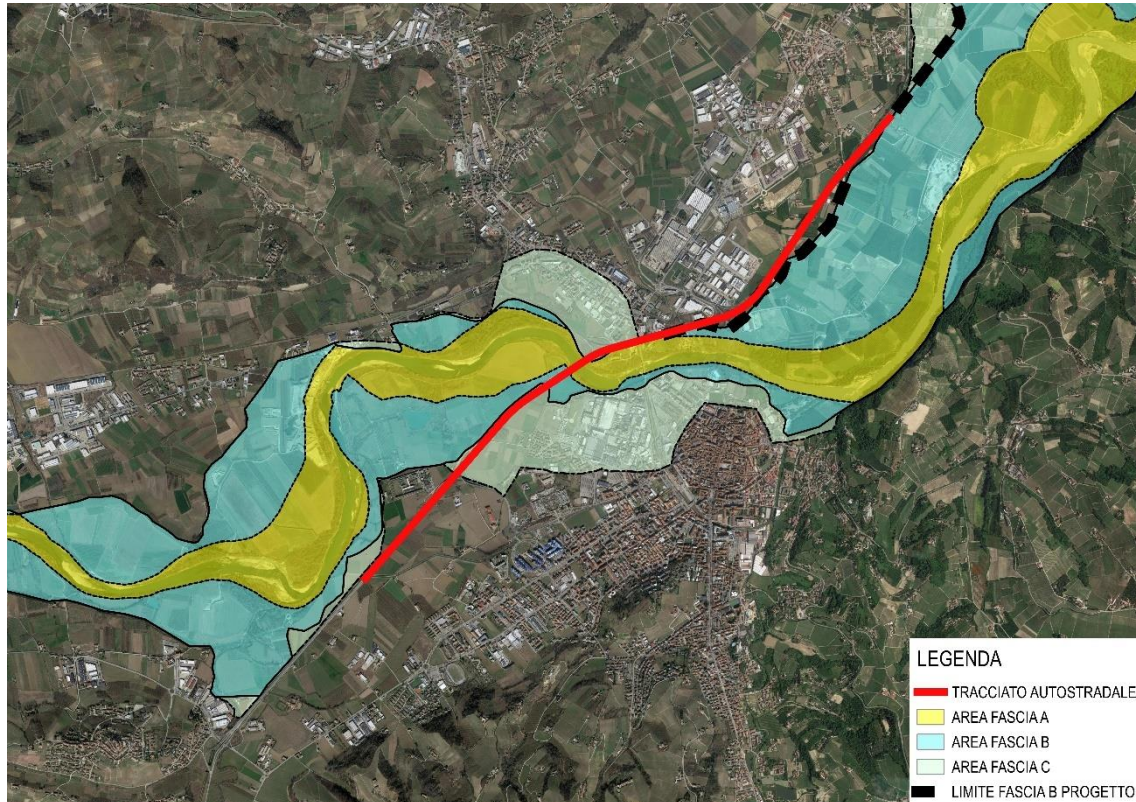 LEGENDA
TRACCIATO AUTOSTRADALE
AREA FASCIA A
AREA FASCIA B
AREA FASCIA C
LIMITE FASCIA B PROGETTO